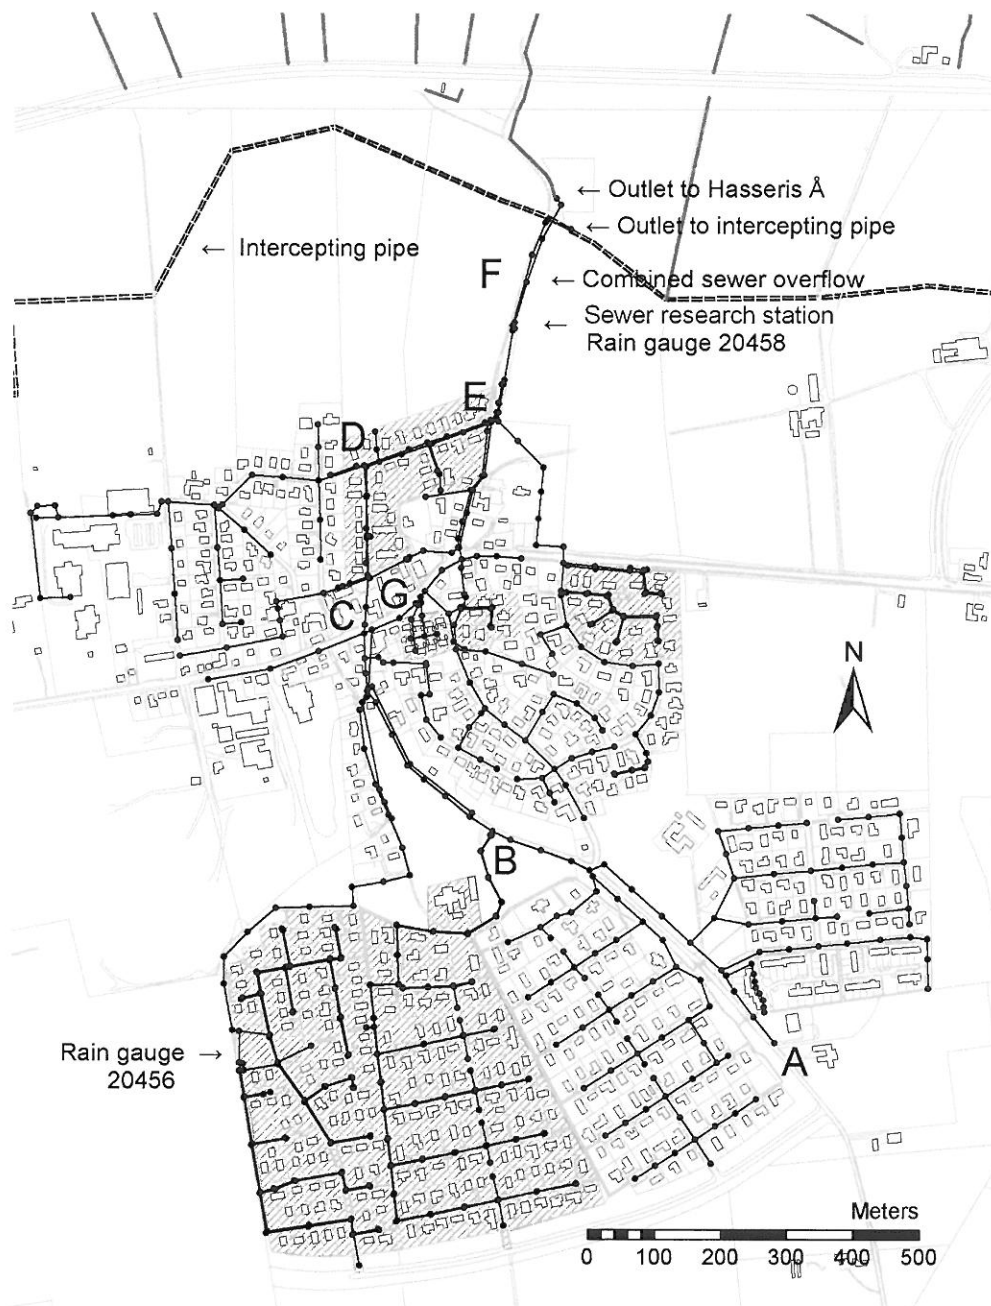 ← Outlet to Hasseris Å
← Outlet to intercepting pipe
← Intercepting pipe
F
← Combined sewer overflow
← Sewer research station
Rain gauge 20458
E
D
C
G
N
B
Rain gauge →
20456
A
Meters
0 100 200 300 400 500